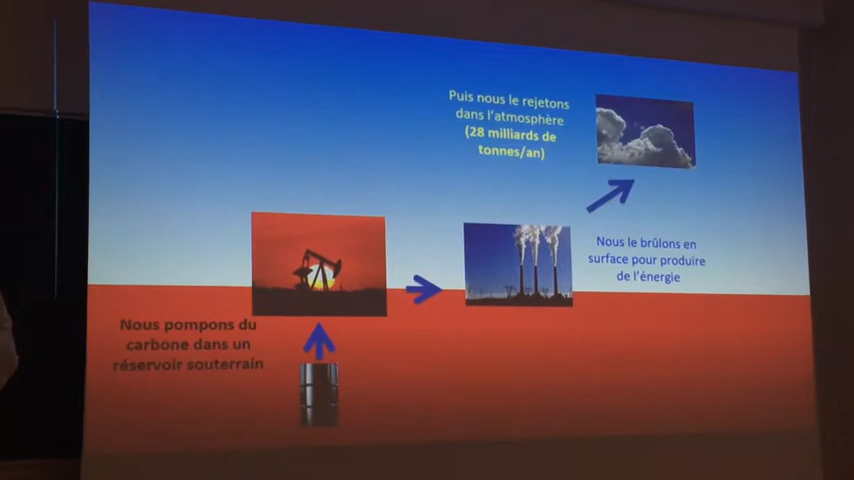 Puis nous le rejetons
dans l'atmosphère
(28 milliards de
tonnes/an)
Nous le brûlons en
surface pour produire
de l'énergie
Nous pompons du
carbone dans un
réservoir souterrain